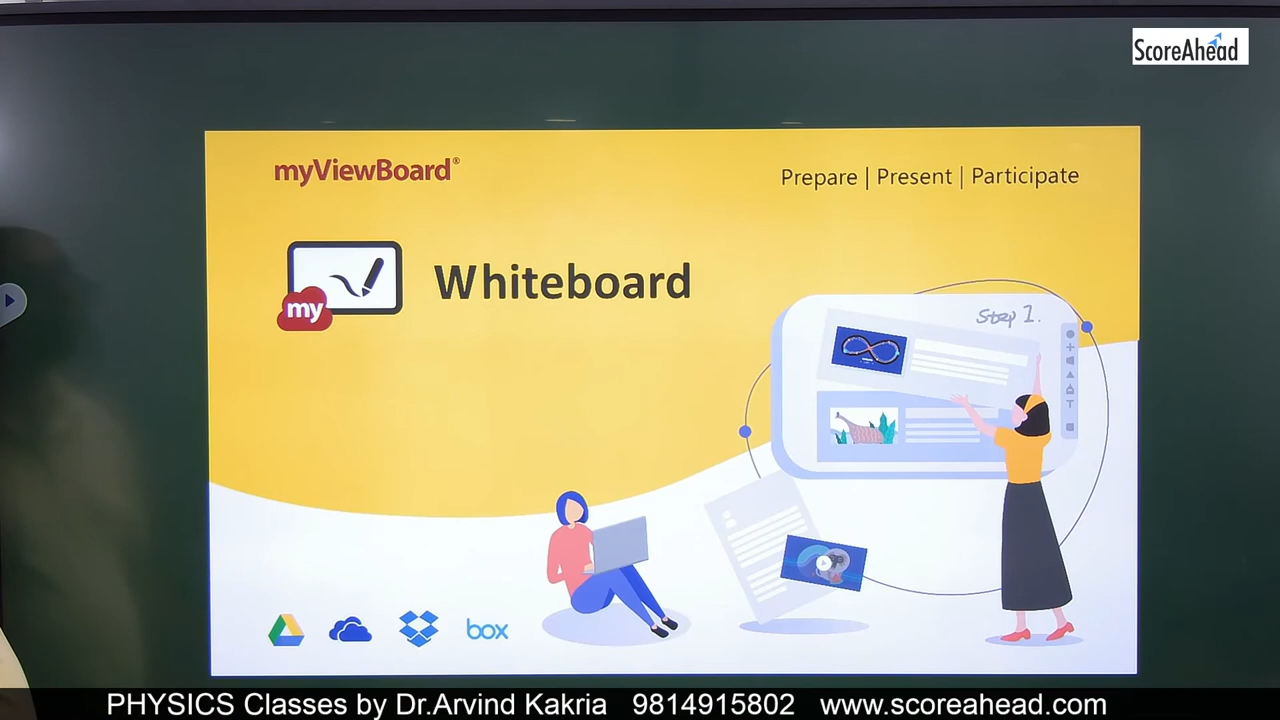 ScoreAhead
myViewBoard®
Prepare | Present | Participate
my
Whiteboard
Step 1.
T
box
PHYSICS Classes by Dr.Arvind Kakria 9814915802 www.scoreahead.com